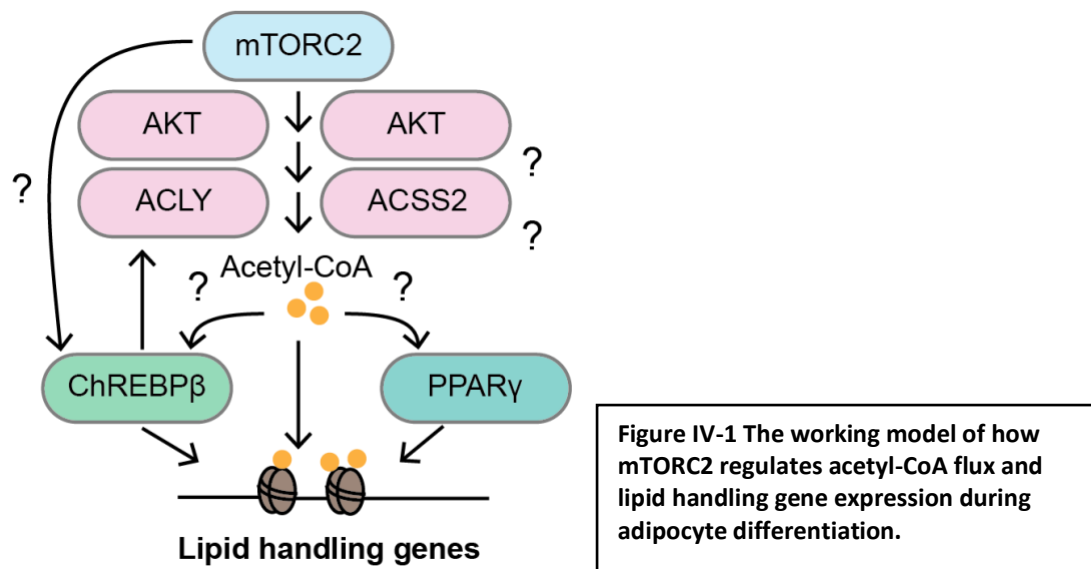 mTORC2
AKT
AKT
?
?
ACLY
ACSS2
?
Acetyl-CoA
?
?
ChREBPβ
PPARγ
Lipid handling genes
Figure IV-1 The working model of how
mTORC2 regulates acetyl-CoA flux and
lipid handling gene expression during
adipocyte differentiation.